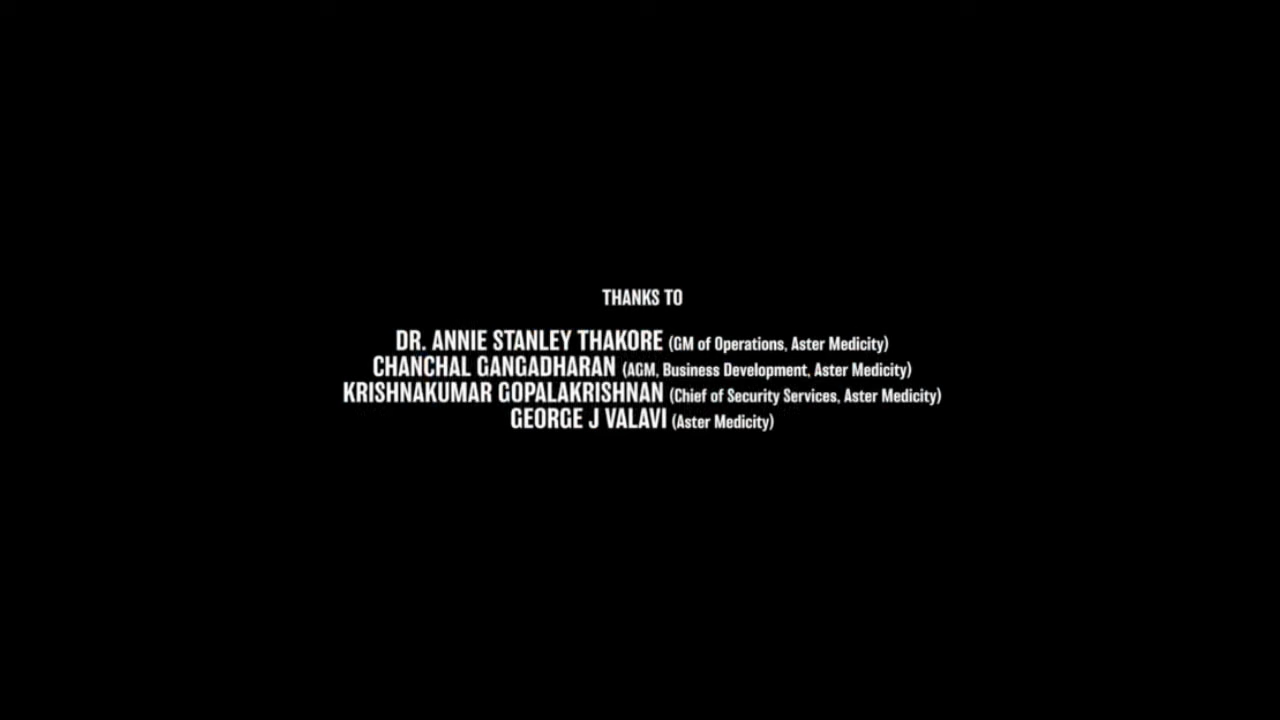 THANKS TO
DR. ANNIE STANLEY THAKORE (GM of Operations, Aster Medicity)
CHANCHAL GANGADHARAN (AGM, Business Development, Aster Medicity)
KRISHNAKUMAR GOPALAKRISHNAN (Chief of Security Services, Aster Medicity)
GEORGE J VALAVI (Aster Medicity)